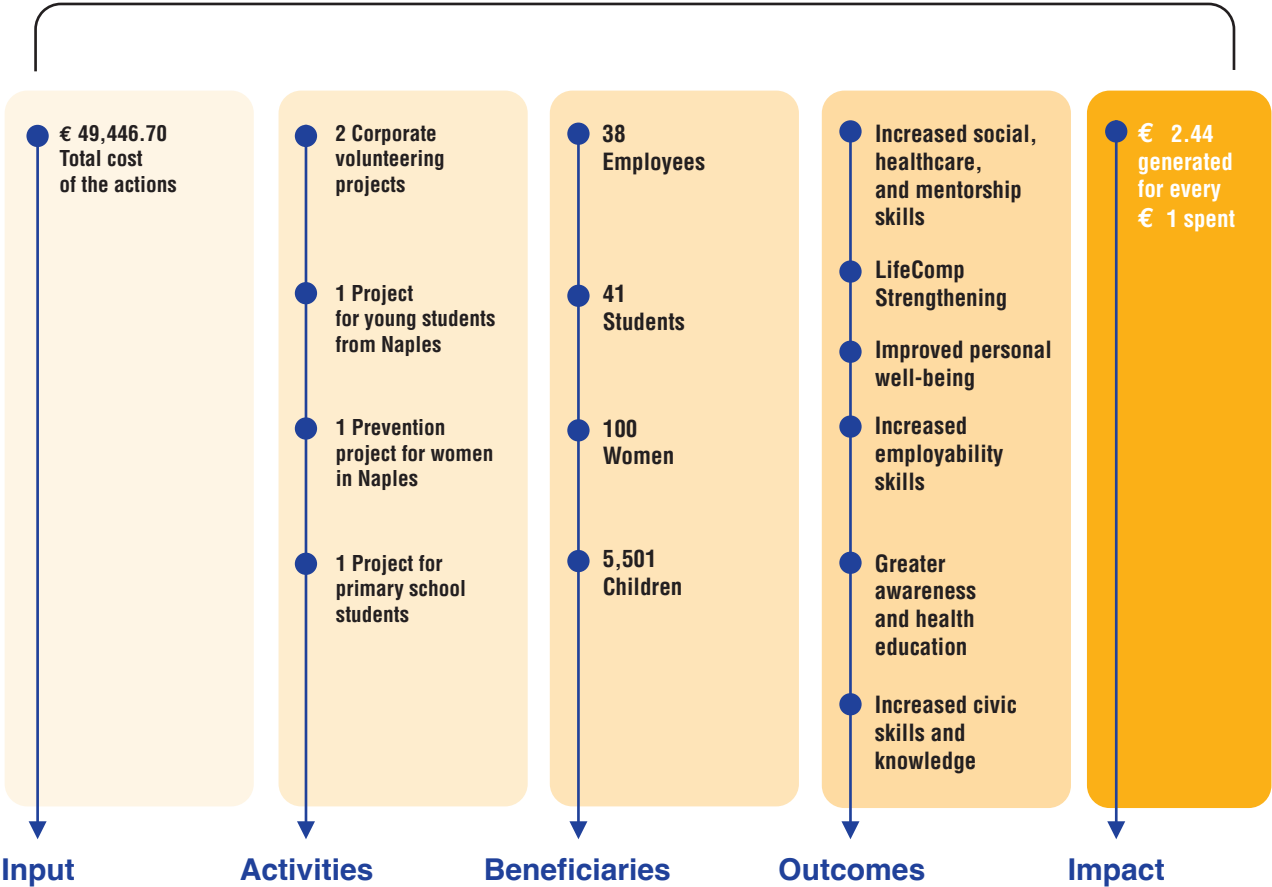 € 49,446.70
Total cost
of the actions
2 Corporate
volunteering
projects
1 Project
for young students
from Naples
1 Prevention
project for women
in Naples
1 Project for
primary school
students
38
Employees
41
Students
100
Women
5,501
Children
Increased social,
healthcare,
and mentorship
skills
LifeComp
Strengthening
Improved personal
well-being
Increased
employability
skills
Greater
awareness
and health
education
Increased civic
skills and
knowledge
€ 2.44
generated
for every
€ 1 spent
Input
Activities
Beneficiaries
Outcomes
Impact